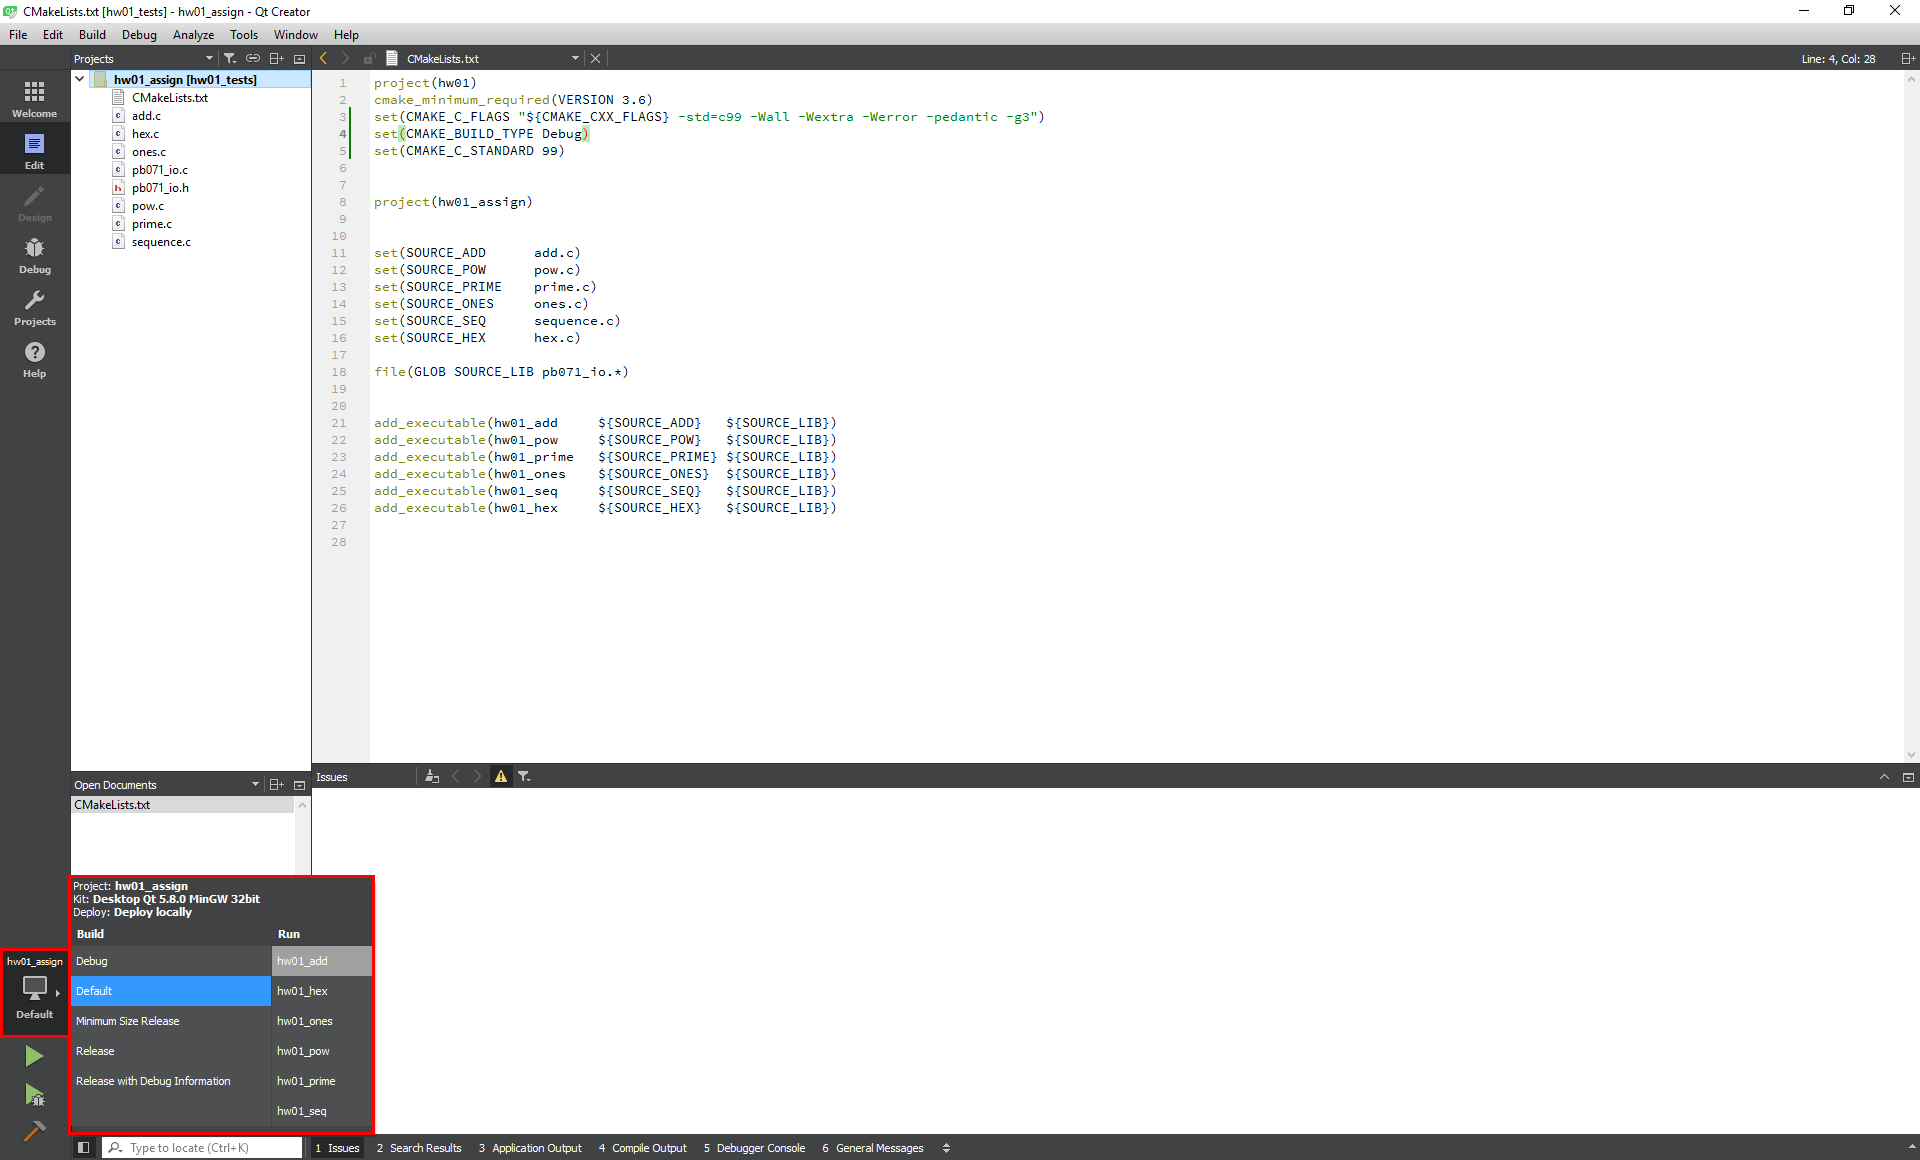 CMakeLists.txt [hw01_tests] - hw01_assign - Qt Creator
File Edit Build Debug Analyze Tools Window Help
Projects
CMakeLists.txt
Line: 4, Col: 28
Welcome
Edit
Design
Debug
Projects
Help
hw01_assign [hw01_tests]
CMakeLists.txt
add.c
hex.c
ones.c
pb071_io.c
pb071_io.h
pow.c
prime.c
sequence.c
1 project(hw01)
2 cmake_minimum_required(VERSION 3.6)
3 set(CMAKE_C_FLAGS "${CMAKE_CXX_FLAGS} -std=c99 -Wall -Wextra -Werror -pedantic -g3")
4 set(CMAKE_BUILD_TYPE Debug)
5 set(CMAKE_C_STANDARD 99)
6
7
8 project(hw01_assign)
9
10
11 set(SOURCE_ADD      add.c)
12 set(SOURCE_POW      pow.c)
13 set(SOURCE_PRIME    prime.c)
14 set(SOURCE_ONES     ones.c)
15 set(SOURCE_SEQ      sequence.c)
16 set(SOURCE_HEX      hex.c)
17
18 file(GLOB SOURCE_LIB pb071_io.*)
19
20
21 add_executable(hw01_add     ${SOURCE_ADD}   ${SOURCE_LIB})
22 add_executable(hw01_pow     ${SOURCE_POW}   ${SOURCE_LIB})
23 add_executable(hw01_prime   ${SOURCE_PRIME} ${SOURCE_LIB})
24 add_executable(hw01_ones    ${SOURCE_ONES}  ${SOURCE_LIB})
25 add_executable(hw01_seq     ${SOURCE_SEQ}   ${SOURCE_LIB})
26 add_executable(hw01_hex     ${SOURCE_HEX}   ${SOURCE_LIB})
27
28
Open Documents
CMakeLists.txt
Issues
Project: hw01_assign
Kit: Desktop Qt 5.8.0 MinGW 32bit
Deploy: Deploy locally
Build
Debug
Default
Minimum Size Release
Release
Release with Debug Information
Run
hw01_add
hw01_hex
hw01_ones
hw01_pow
hw01_prime
hw01_seq
hw01_assign
Default
Type to locate (Ctrl+K)
1 Issues 2 Search Results 3 Application Output 4 Compile Output 5 Debugger Console 6 General Messages